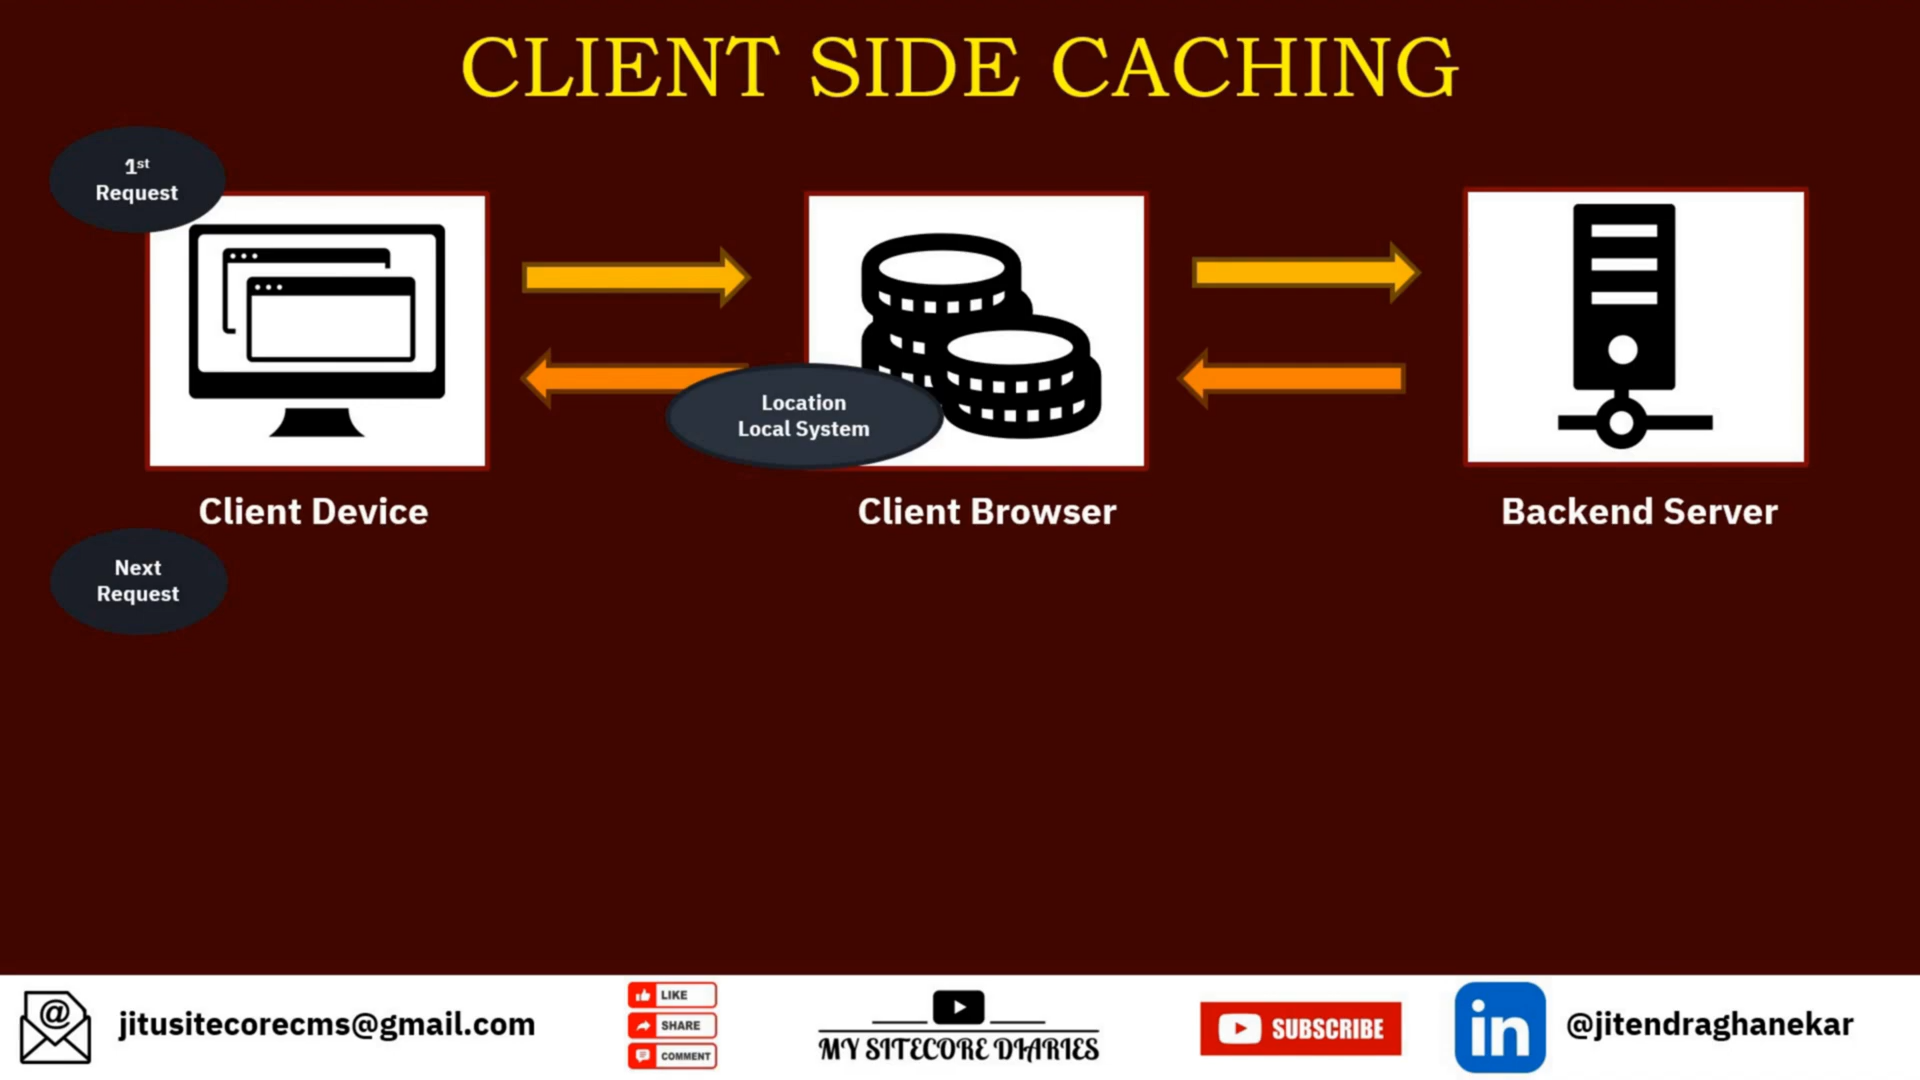 CLIENT SIDE CACHING
1st
Request
Location
Local System
Client Device
Client Browser
Backend Server
Next
Request
@
jitusitecorecms@gmail.com
LIKE
SHARE
COMMENT
MY SITECORE DIARIES
SUBSCRIBE
in
@jitendraghanekar